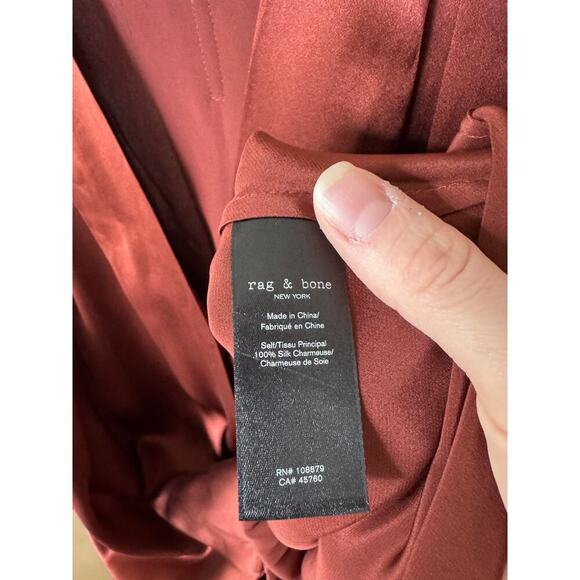 rag & bone
NEW YORK
Made in China/
Fabriqué en Chine
Self/Tissu Principal
100% Silk Charmeuse/
Charmeuse de Soie
RN# 108879
CA# 45760